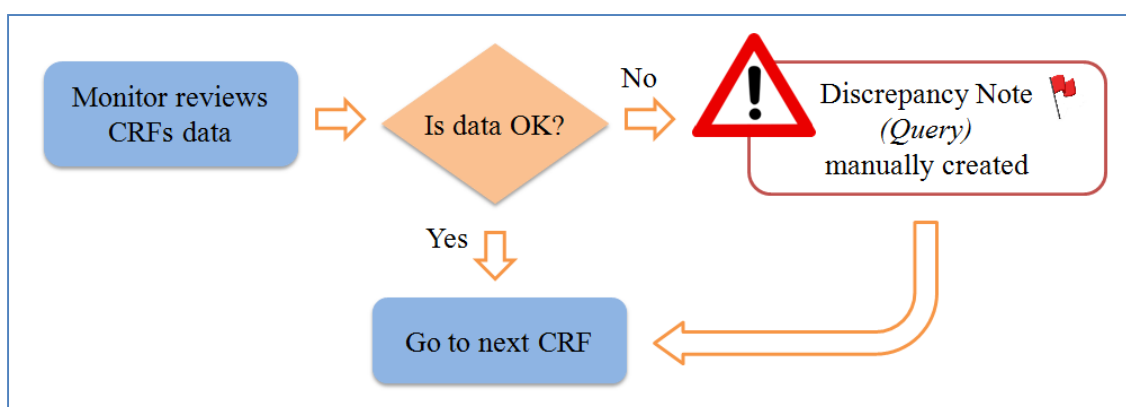 Monitor reviews
CRFs data
Is data OK?
No
Discrepancy Note
(Query)
manually created
Yes
Go to next CRF